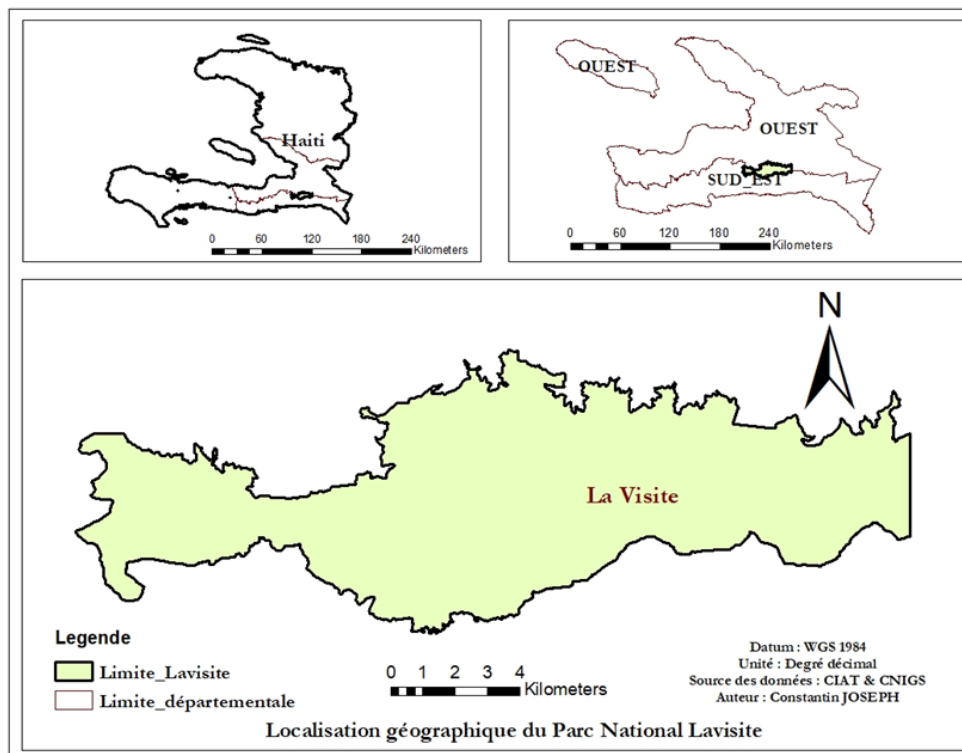 Haiti
0 60 120 180 240
Kilometers
OUEST
OUEST
SUD_EST
0 60 120 180 240
Kilometers
N
La Visite
Legende
Limite_Lavisite
Limite_départementale
0 1 2 3 4
Kilometers
Datum : WGS 1984
Unité : Degré décimal
Source des données : CIAT & CNIGS
Auteur : Constantin JOSEPH
Localisation géographique du Parc National Lavisite